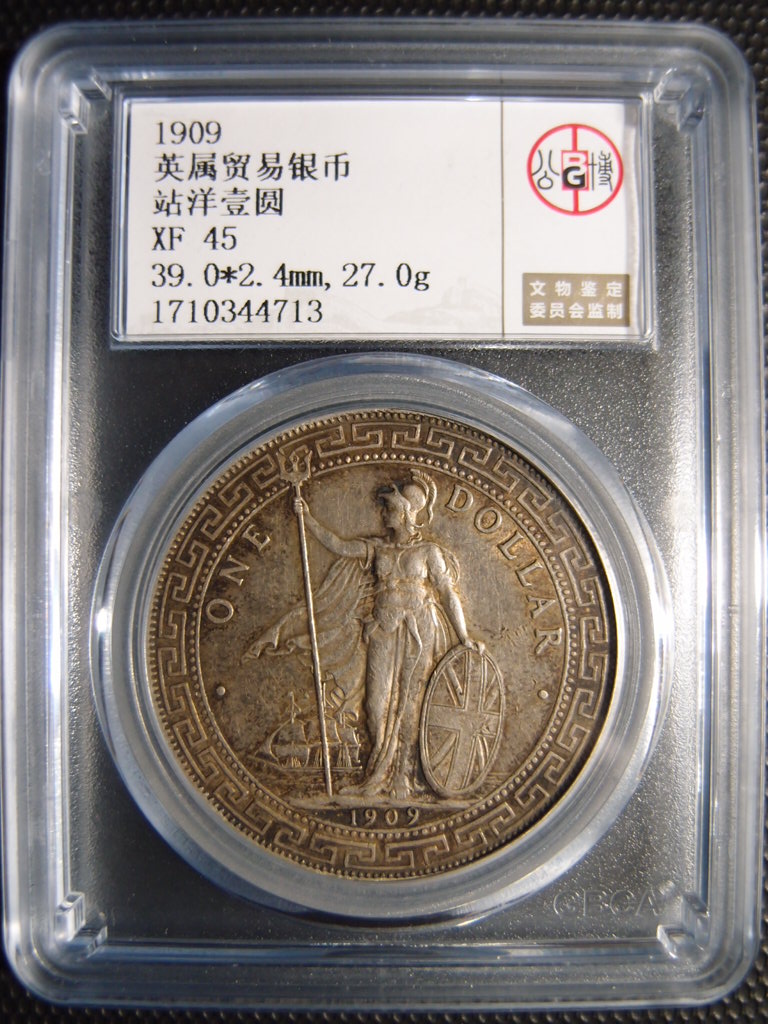 1909
英属贸易银币
站洋壹圆
XF 45
39.0*2.4mm,27.0g
1710344713
公 BG 博
文物鉴定
委员会监制
ONE DOLLAR
1909